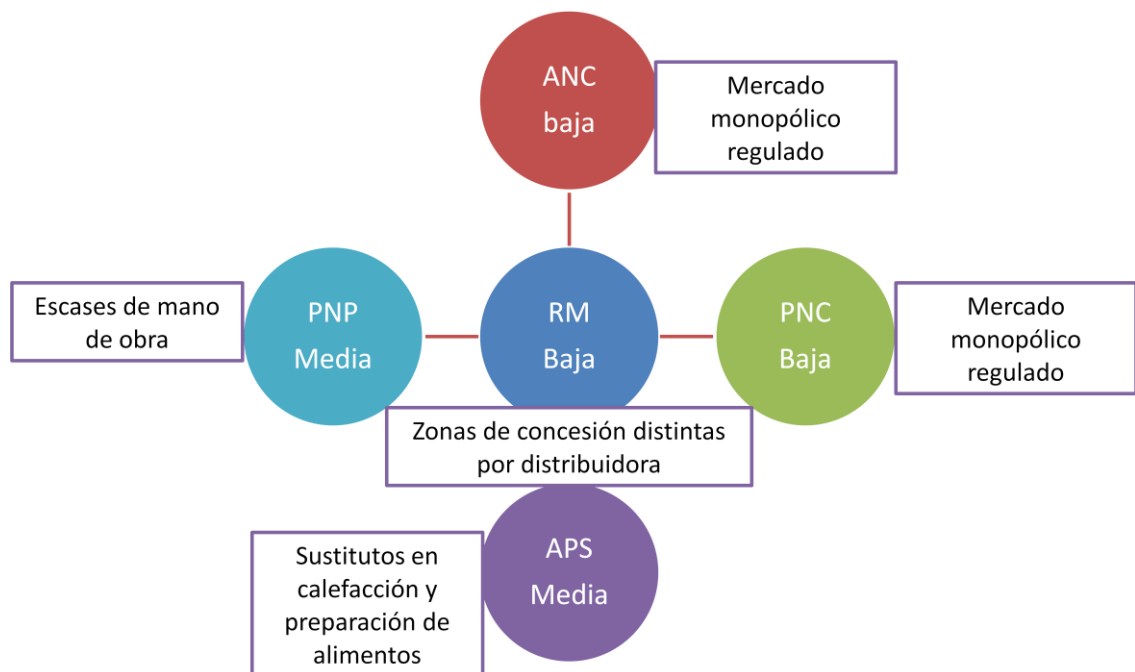 ANC
baja
Mercado
monopólico
regulado
Escases de mano
de obra
PNP
Media
RM
Baja
PNC
Baja
Mercado
monopólico
regulado
Zonas de concesión distintas
por distribuidora
Sustitutos en
calefacción y
preparación de
alimentos
APS
Media